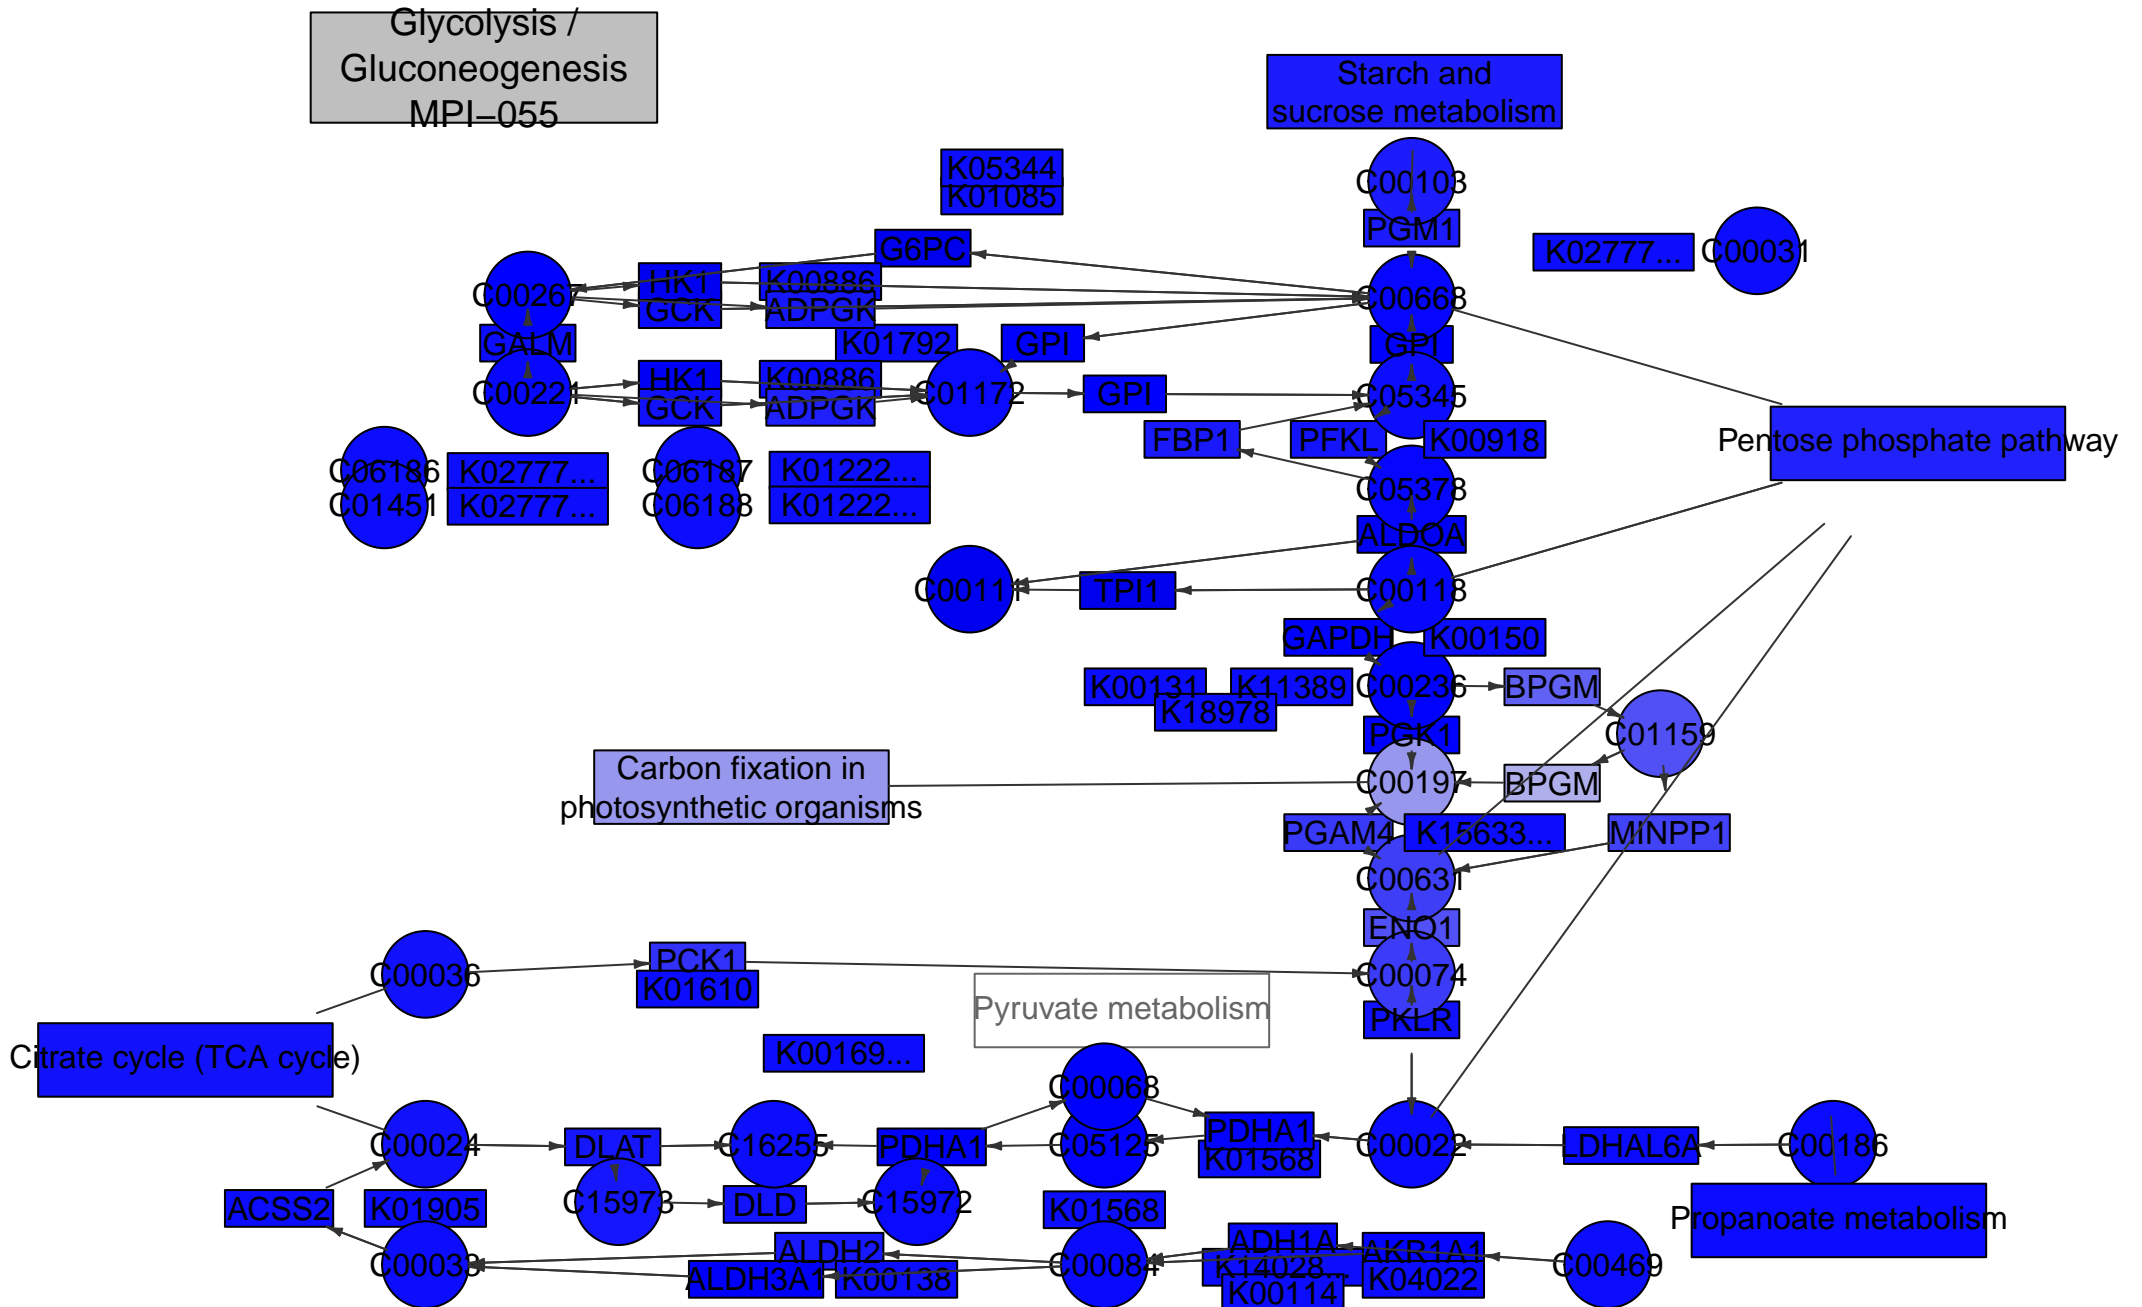 Glycolysis /
Gluconeogenesis
MPI–055
Starch and
sucrose metabolism
K05344
K01085
C00103
PGM1
K02777...
C00031
G6PC
C00267
HK1
K00886
GCK
ADPGK
C00668
GALM
K01792
GPI
GPI
C00221
HK1
K00886
GCK
ADPGK
C01172
GPI
C05345
FBP1
PFKL
K00918
Pentose phosphate pathway
C06186
K02777...
C06187
K01222...
C05378
C01451
K02777...
C06188
K01222...
ALDOA
C00111
TPI1
C00118
GAPDH
K00150
K00131
K11389
C00236
BPGM
K18978
PGK1
C01159
Carbon fixation in
photosynthetic organisms
C00197
BPGM
PGAM4
K15633...
MINPP1
C00631
ENO1
C00036
PCK1
K01610
C00074
Pyruvate metabolism
PKLR
Citrate cycle (TCA cycle)
K00169...
C00068
C00024
DLAT
C16255
PDHA1
C05125
PDHA1
K01568
C00022
LDHAL6A
C00186
ACSS2
K01905
C15973
DLD
C15972
K01568
Propanoate metabolism
C00033
ALDH2
ALDH3A1
K00138
C00084
ADH1A
K14028...
K00114
AKR1A1
K04022
C00469